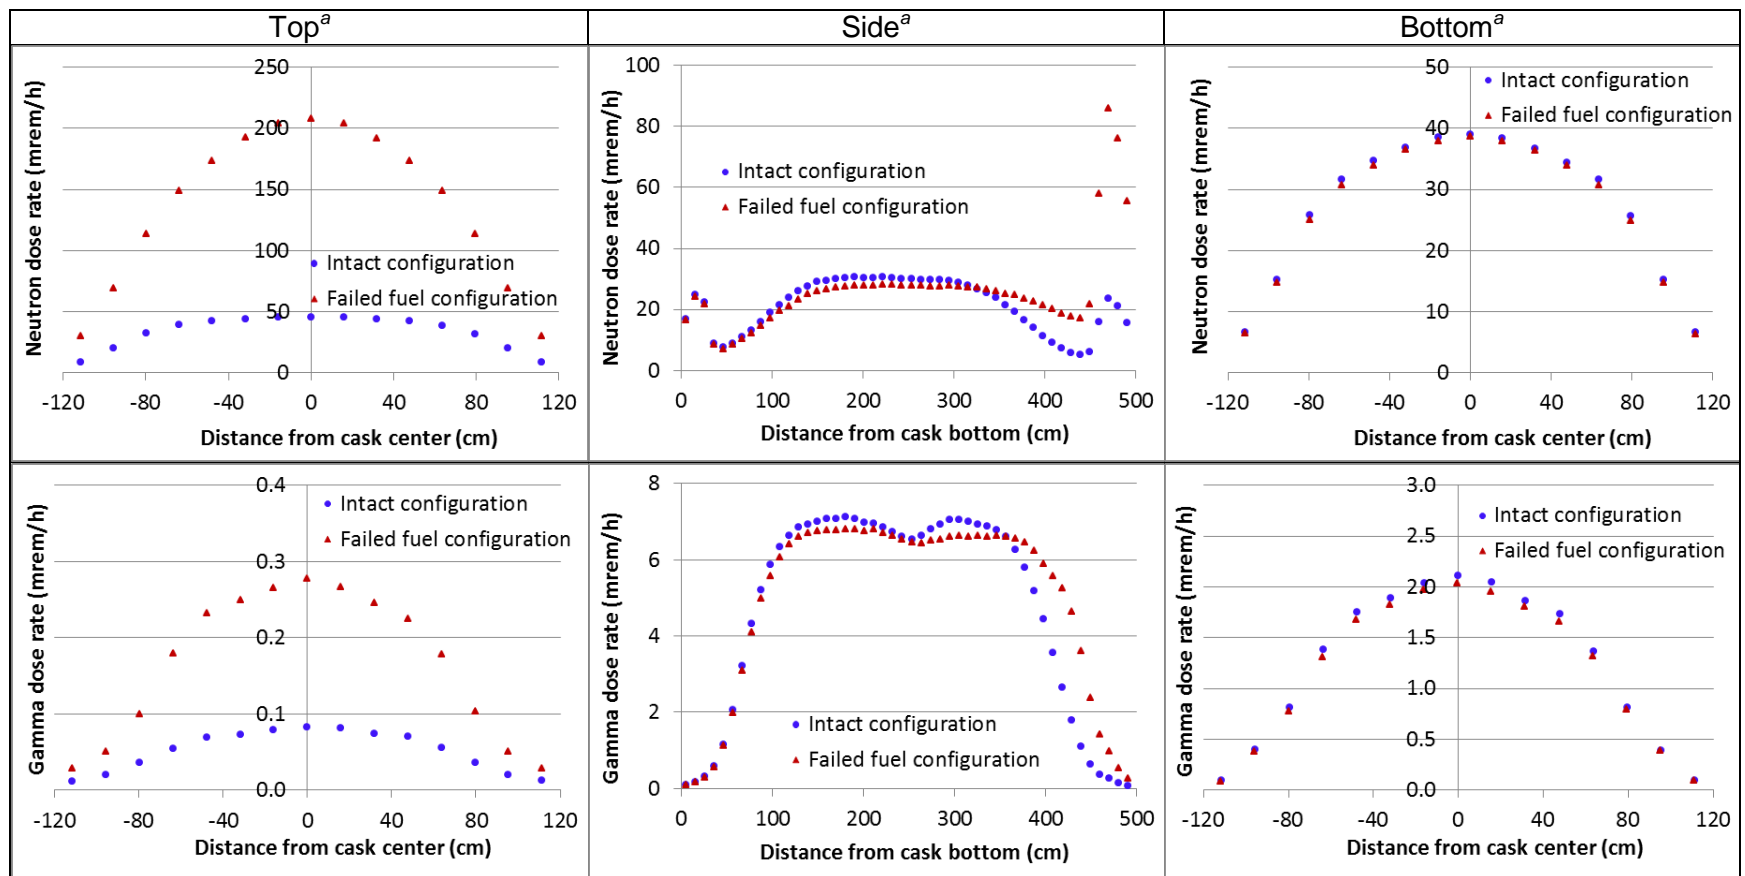 Top^a Side^a Bottom^a
Neutron dose rate (mrem/h)
250
200
150
100
50
0
-120 -80 -40 0 40 80 120
Distance from cask center (cm)
Intact configuration
Failed fuel configuration
Neutron dose rate (mrem/h)
100
80
60
40
20
0
0 100 200 300 400 500
Distance from cask bottom (cm)
Intact configuration
Failed fuel configuration
Neutron dose rate (mrem/h)
50
40
30
20
10
0
-120 -80 -40 0 40 80 120
Distance from cask center (cm)
Intact configuration
Failed fuel configuration
Gamma dose rate (mrem/h)
0.4
0.3
0.2
0.1
0.0
-120 -80 -40 0 40 80 120
Distance from cask center (cm)
Intact configuration
Failed fuel configuration
Gamma dose rate (mrem/h)
8
6
4
2
0
0 100 200 300 400 500
Distance from cask bottom (cm)
Intact configuration
Failed fuel configuration
Gamma dose rate (mrem/h)
3.0
2.5
2.0
1.5
1.0
0.5
0.0
-120 -80 -40 0 40 80 120
Distance from cask center (cm)
Intact configuration
Failed fuel configuration